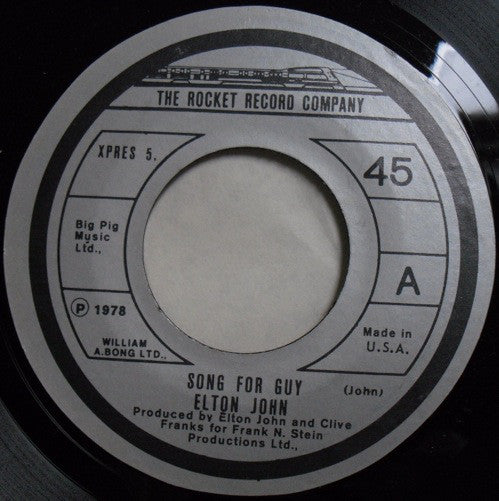 THE ROCKET RECORD COMPANY
XPRES 5.
45
Big Pig
Music
Ltd.,
A
℗ 1978
Made in
U.S.A.
WILLIAM
A.BONG LTD.,
SONG FOR GUY
(John)
ELTON JOHN
Produced by Elton John and Clive
Franks for Frank N. Stein
Productions Ltd.,